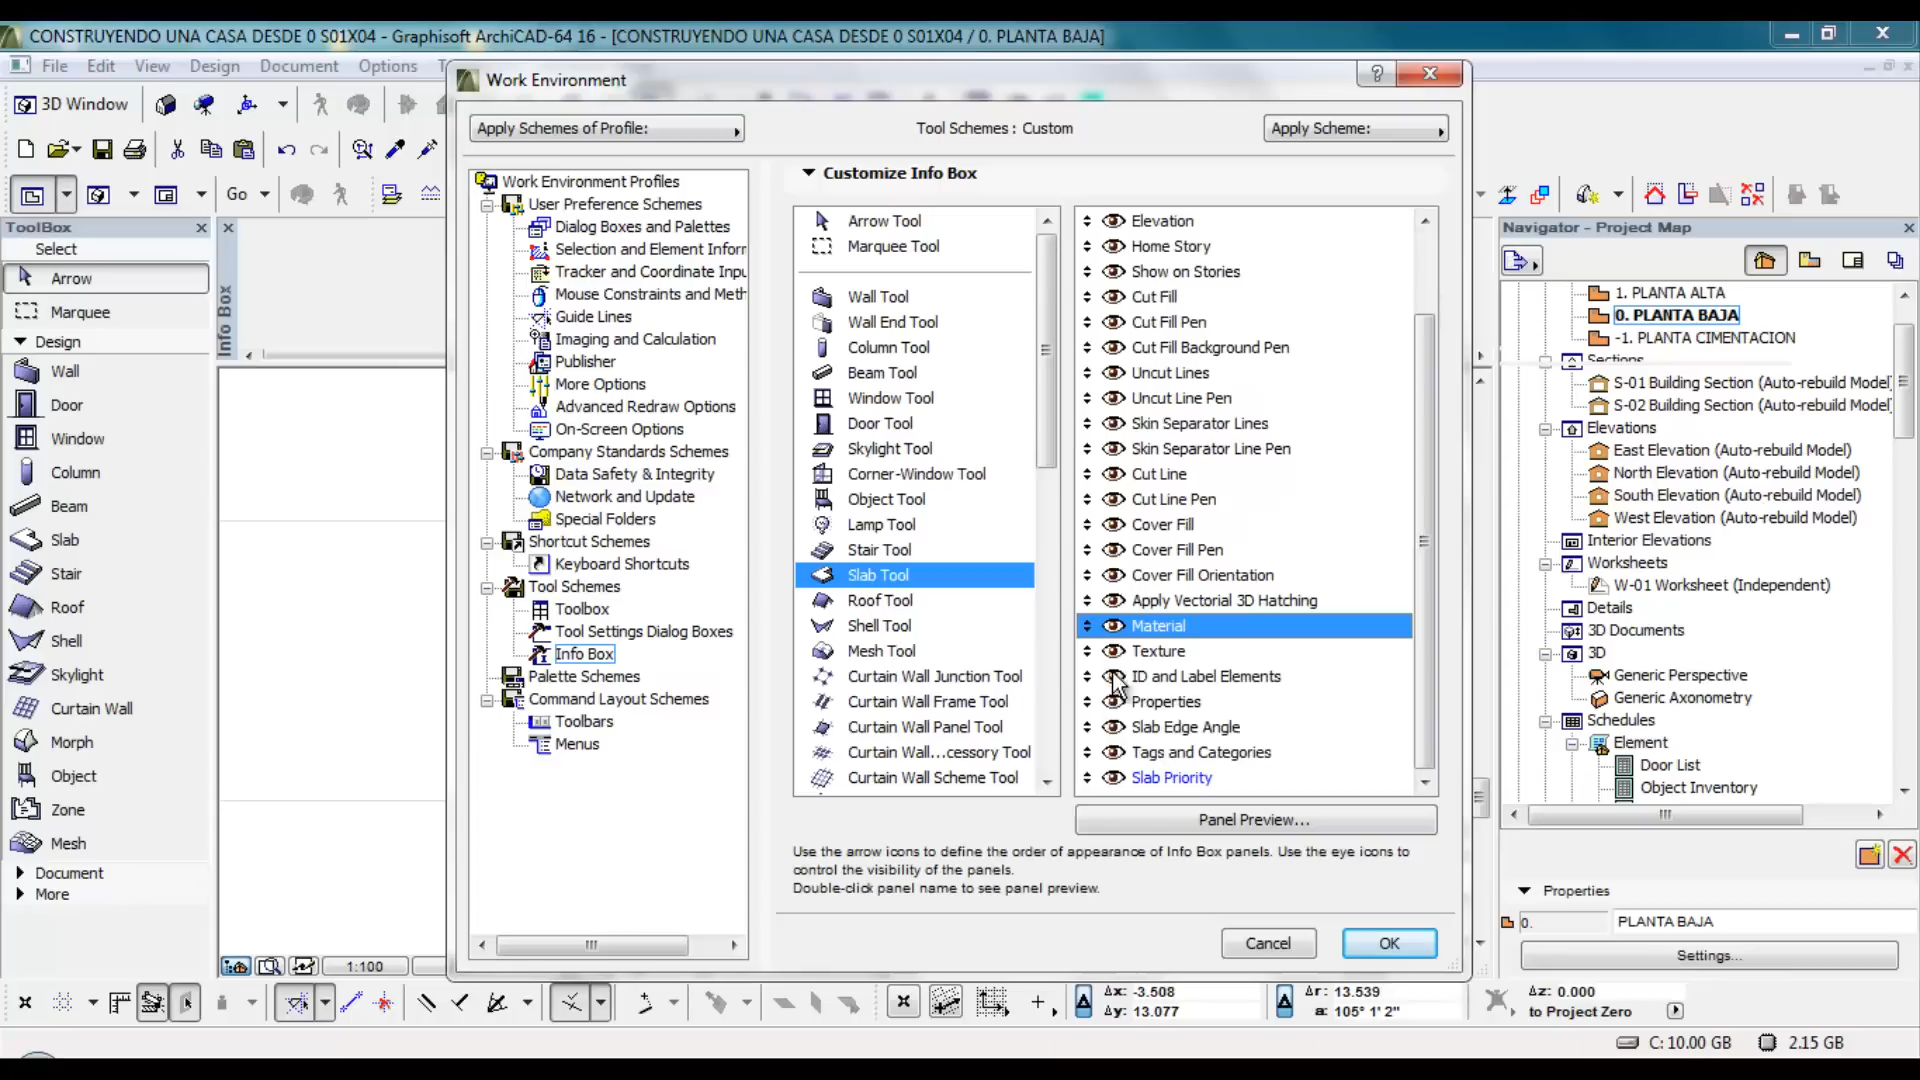 CONSTRUYENDO UNA CASA DESDE 0 S01X04 - Graphisoft ArchiCAD-64 16 - [CONSTRUYENDO UNA CASA DESDE 0 S01X04 / 0. PLANTA BAJA]
File Edit View Design Document Options
Work Environment
3D Window
Apply Schemes of Profile:
Tool Schemes : Custom
Apply Scheme:
Go
ToolBox
Select
Arrow
Marquee
Design
Wall
Door
Window
Column
Beam
Slab
Stair
Roof
Shell
Skylight
Curtain Wall
Morph
Object
Zone
Mesh
Document
More
Info Box
1:100
Work Environment Profiles
User Preference Schemes
Dialog Boxes and Palettes
Selection and Element Inforr
Tracker and Coordinate Inpu
Mouse Constraints and Meth
Guide Lines
Imaging and Calculation
Publisher
More Options
Advanced Redraw Options
On-Screen Options
Company Standards Schemes
Data Safety & Integrity
Network and Update
Special Folders
Shortcut Schemes
Keyboard Shortcuts
Tool Schemes
Toolbox
Tool Settings Dialog Boxes
Info Box
Palette Schemes
Command Layout Schemes
Toolbars
Menus
Customize Info Box
Arrow Tool
Marquee Tool
Wall Tool
Wall End Tool
Column Tool
Beam Tool
Window Tool
Door Tool
Skylight Tool
Corner-Window Tool
Object Tool
Lamp Tool
Stair Tool
Slab Tool
Roof Tool
Shell Tool
Mesh Tool
Curtain Wall Junction Tool
Curtain Wall Frame Tool
Curtain Wall Panel Tool
Curtain Wall...cessory Tool
Curtain Wall Scheme Tool
Elevation
Home Story
Show on Stories
Cut Fill
Cut Fill Pen
Cut Fill Background Pen
Uncut Lines
Uncut Line Pen
Skin Separator Lines
Skin Separator Line Pen
Cut Line
Cut Line Pen
Cover Fill
Cover Fill Pen
Cover Fill Orientation
Apply Vectorial 3D Hatching
Material
Texture
ID and Label Elements
Properties
Slab Edge Angle
Tags and Categories
Slab Priority
Panel Preview...
Use the arrow icons to define the order of appearance of Info Box panels. Use the eye icons to
control the visibility of the panels.
Double-click panel name to see panel preview.
Cancel
OK
Navigator - Project Map
1. PLANTA ALTA
0. PLANTA BAJA
-1. PLANTA CIMENTACION
Sections
S-01 Building Section (Auto-rebuild Model)
S-02 Building Section (Auto-rebuild Model)
Elevations
East Elevation (Auto-rebuild Model)
North Elevation (Auto-rebuild Model)
South Elevation (Auto-rebuild Model)
West Elevation (Auto-rebuild Model)
Interior Elevations
Worksheets
W-01 Worksheet (Independent)
Details
3D Documents
3D
Generic Perspective
Generic Axonometry
Schedules
Element
Door List
Object Inventory
Properties
0. PLANTA BAJA
Settings...
Δx: -3.508
Δy: 13.077
Δr: 13.539
a: 105° 1' 2"
Δz: 0.000
to Project Zero
C: 10.00 GB
2.15 GB